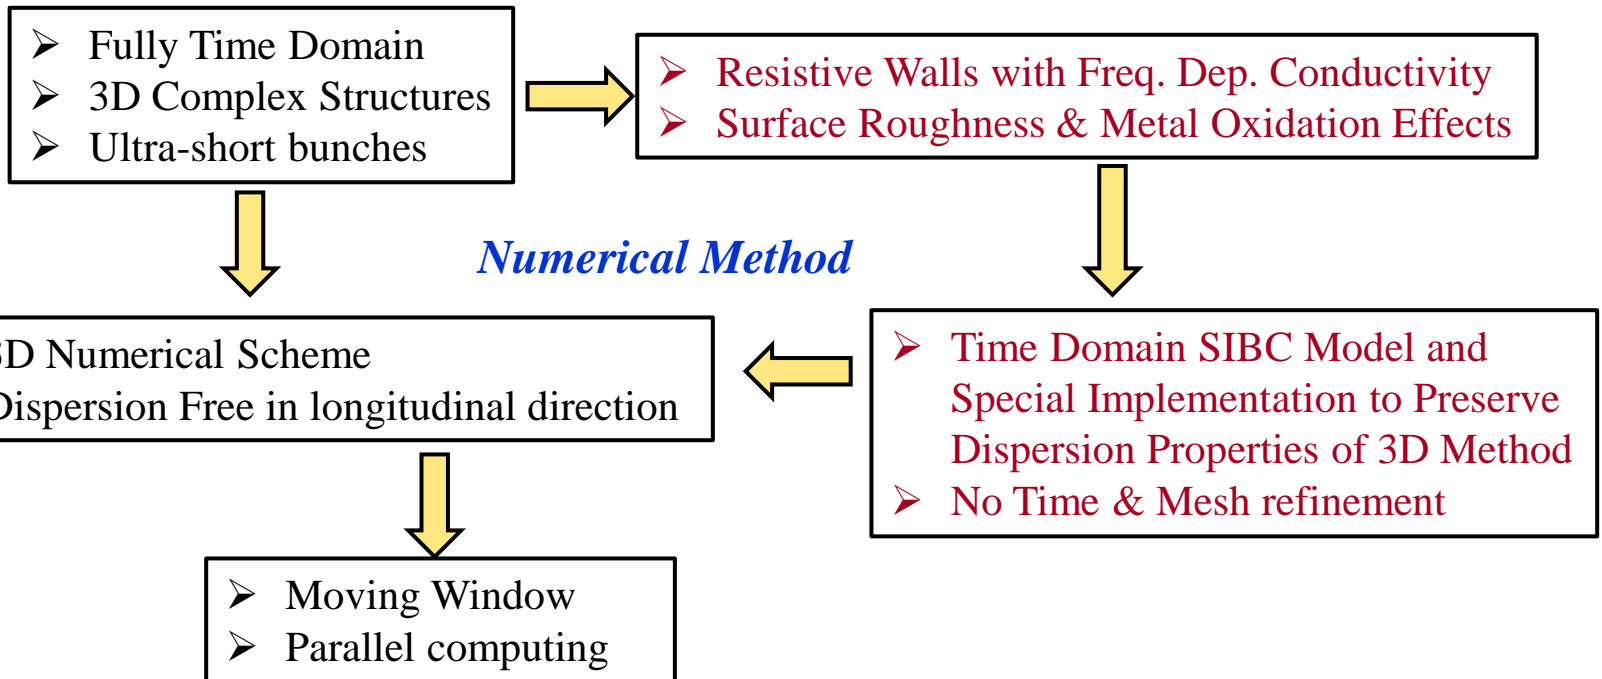 ➢ Fully Time Domain
➢ 3D Complex Structures
➢ Ultra-short bunches
➢ Resistive Walls with Freq. Dep. Conductivity
➢ Surface Roughness & Metal Oxidation Effects
Numerical Method
3D Numerical Scheme
Dispersion Free in longitudinal direction
➢ Time Domain SIBC Model and
Special Implementation to Preserve
Dispersion Properties of 3D Method
➢ No Time & Mesh refinement
➢ Moving Window
➢ Parallel computing